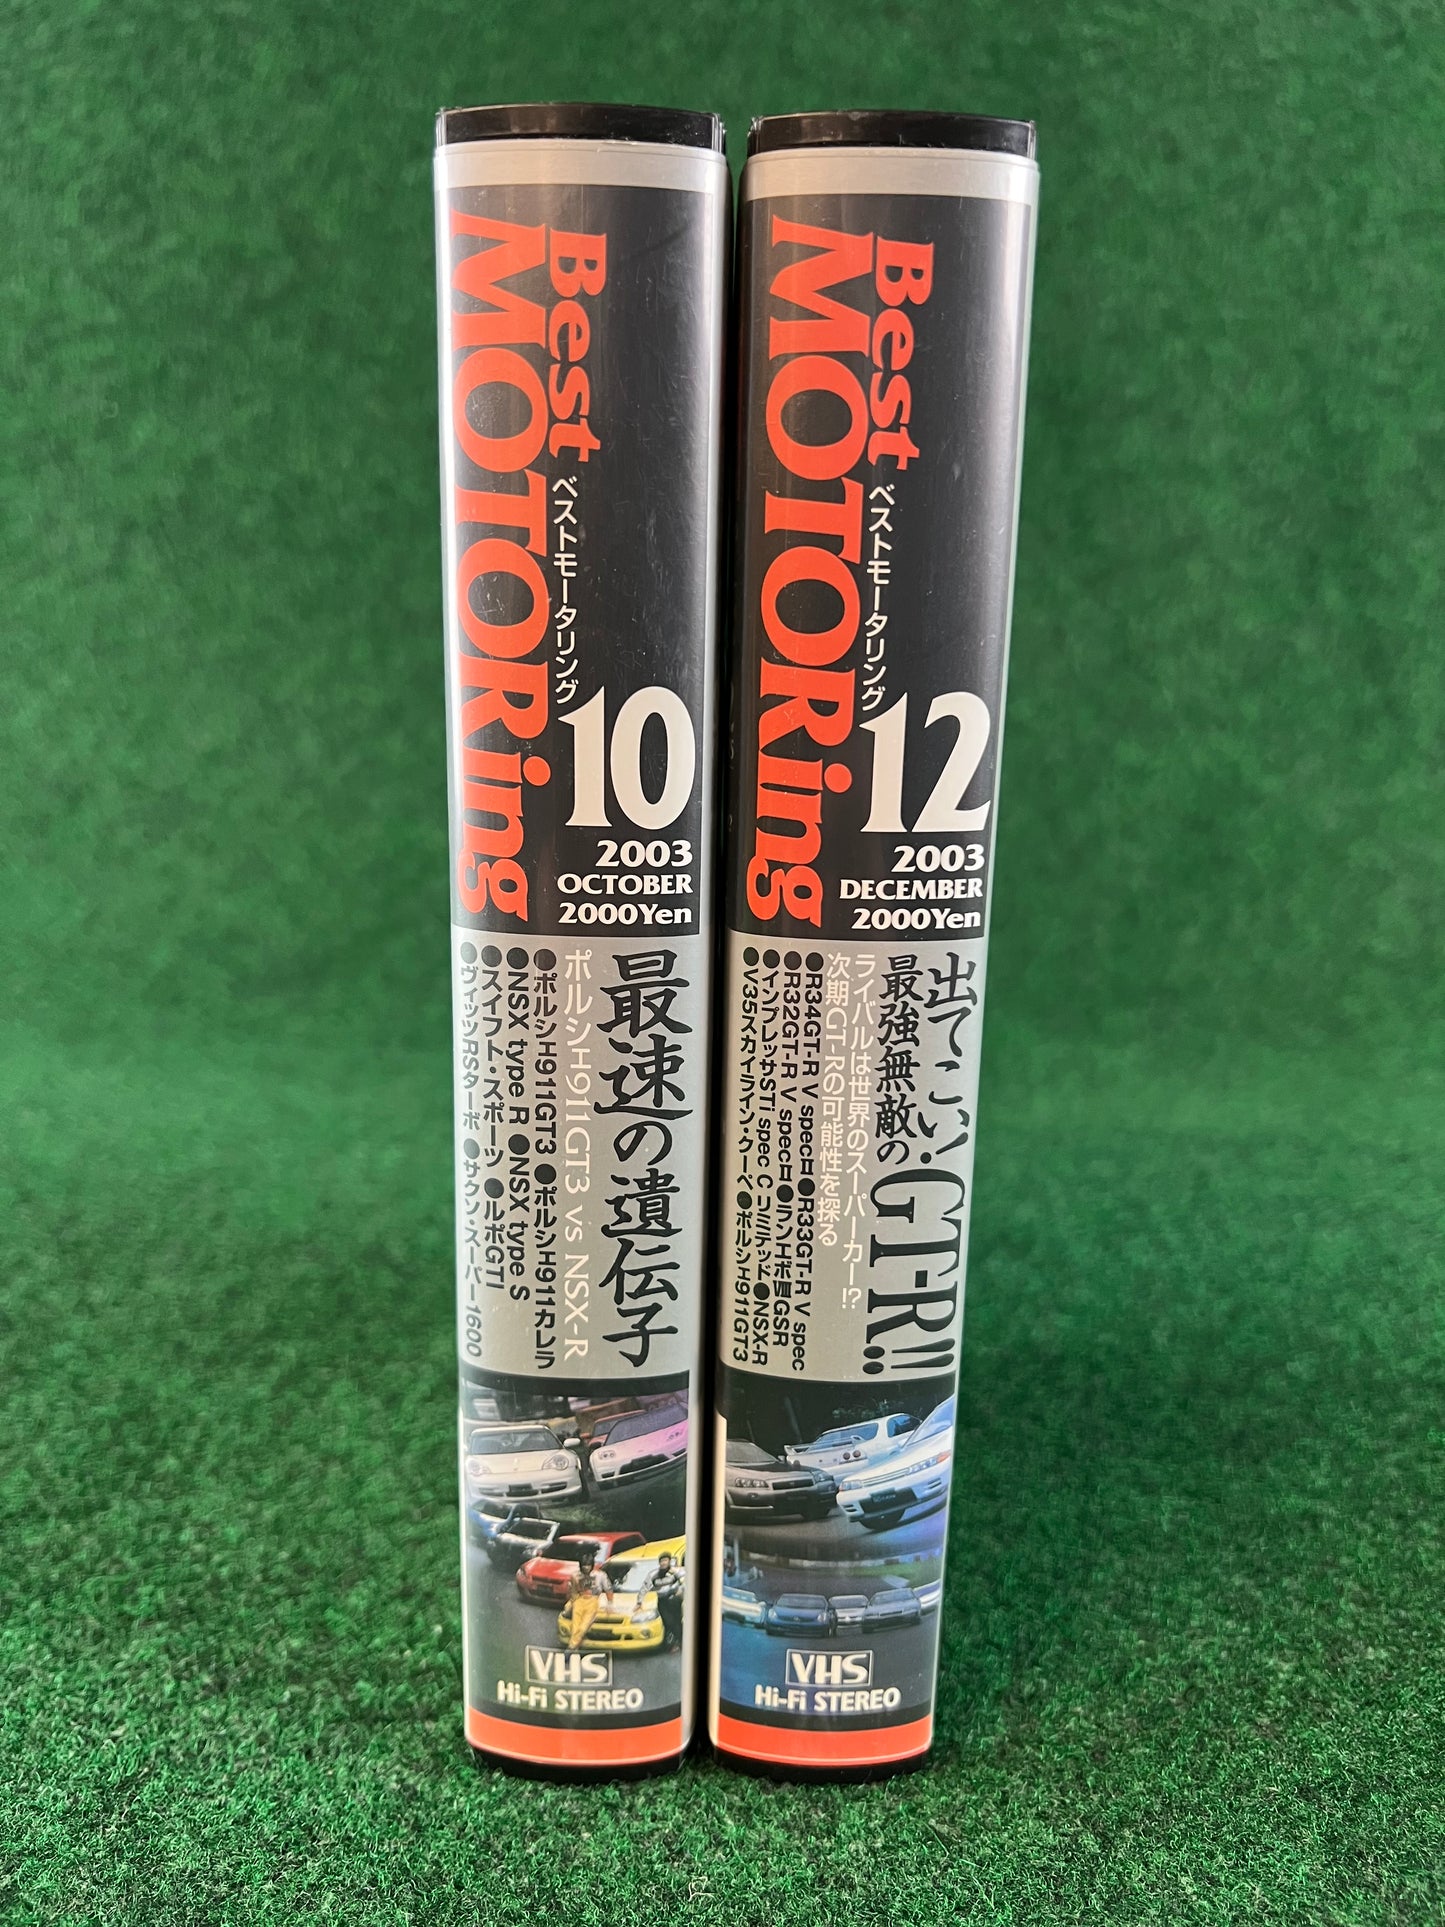 Best
MOTORing
ベストモータリング
10
2003
OCTOBER
2000Yen
最速の遺伝子
ポルシェ911GT3 vs NSX-R
●ポルシェ911GT3 ●ポルシェ911カレラ
●NSX type R ●NSX type S
●スイフト・スポーツ ●ルポGTI
●ヴィッツRSターボ ●サクソ・スーパー1600
VHS
Hi-Fi STEREO
Best
MOTORing
ベストモータリング
12
2003
DECEMBER
2000Yen
出てこい!GT-R!!
最強無敵の
ライバルは世界のスーパーカー!?
次期GT-Rの可能性を探る
●R34GT-R V specⅡ ●R33GT-R V spec
●R32GT-R V specⅡ ●ランエボⅧGSR
●インプレッサSTi spec C リミテッド ●NSX-R
●V35スカイライン・クーペ ●ポルシェ911GT3
VHS
Hi-Fi STEREO